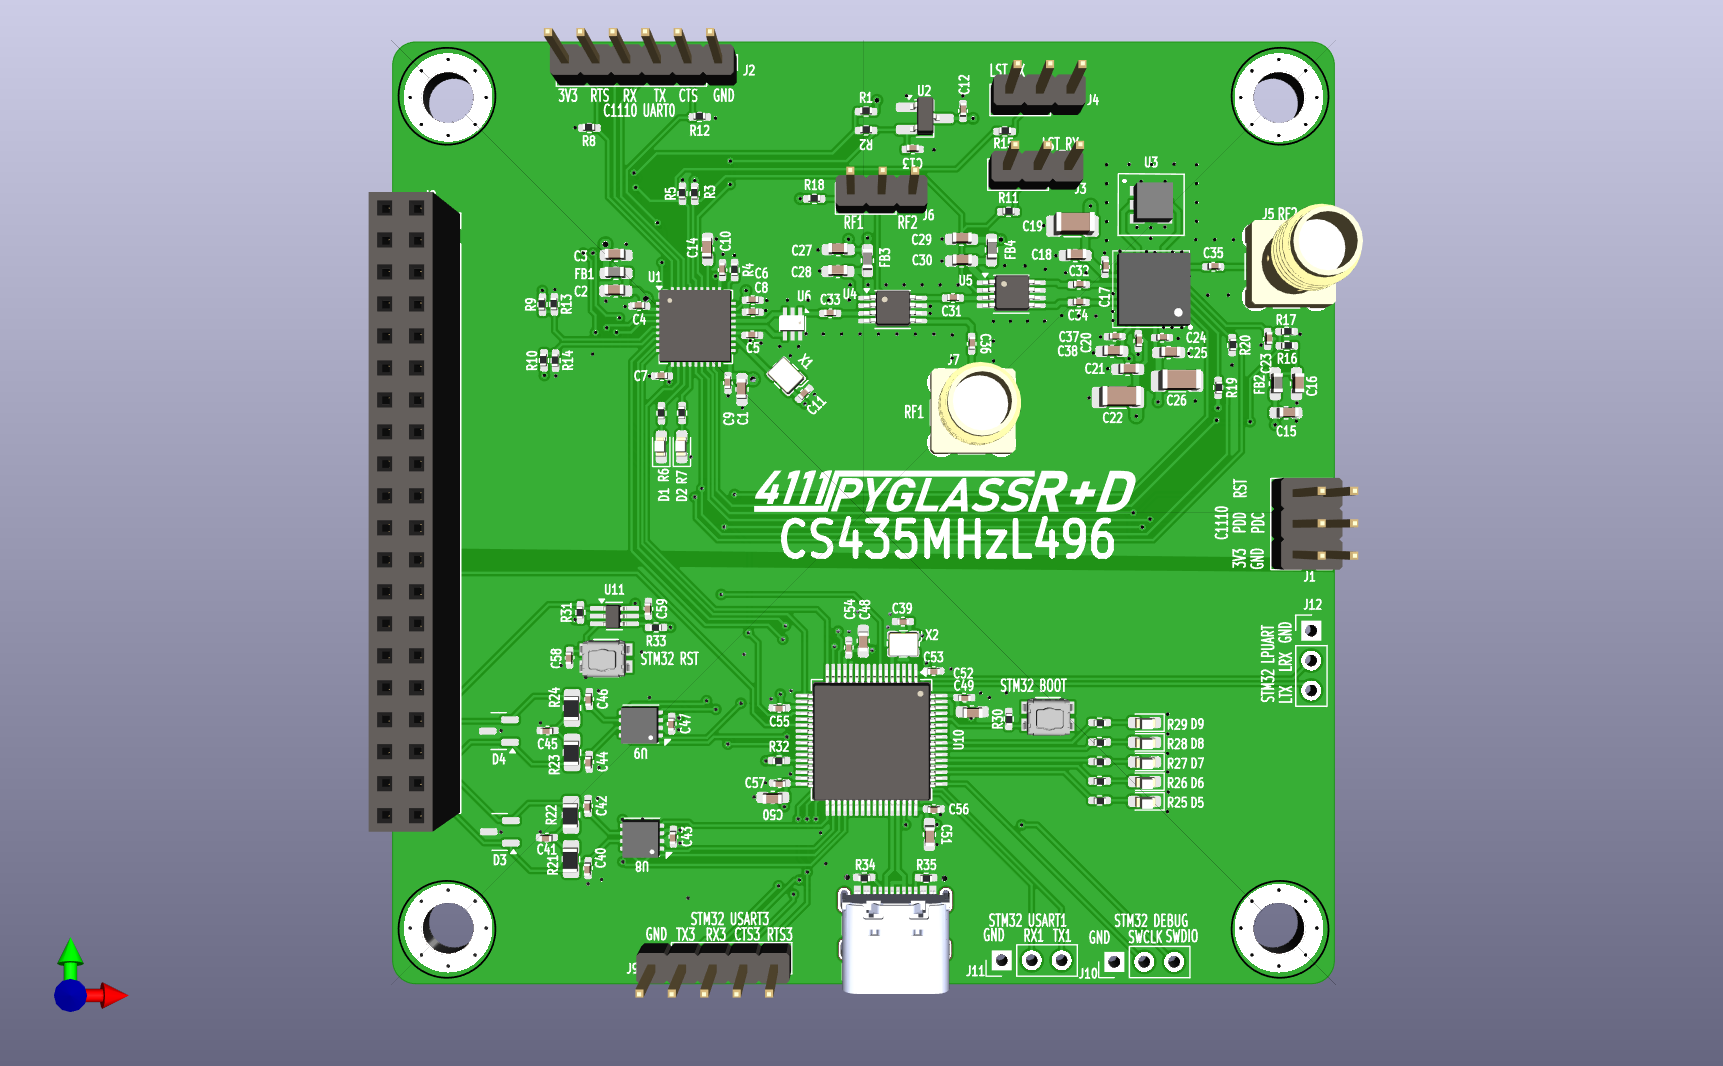 J2
3V3 RTS RX TX CTS GND
C1110 UART0
R8
R12
R1
R2
U2
C12
C13
J4
R15
J3
R5
R3
R18
RF1 RF2
J6
R11
U3
C19
J5 RF2
C14
C10
R4
C3
FB1
C2
C4
U1
C6
C8
C5
C7
U6
C33
C27
C28
FB3
U4
C29
C30
FB4
U5
C31
C18
C32
C34
C17
C35
R9
R13
R10
R14
X1
C11
C9
C1
C36
J7
RF1
C37
C20
C38
C21
C22
C24
C25
C26
R20
R19
C23
R17
R16
FB2
C16
C15
D1 R6
D2 R7
4111 PYGLASS R+D
CS435MHzL496
C1110
RST
PDD
PDC
3V3
GND
J1
J12
STM32 LPUART
GND
LRX
LTX
U11
R31
C59
R33
C58
STM32 RST
C54
C48
C39
X2
C53
C52
C49
R30
STM32 BOOT
U10
R24
C46
C45
D4
R23
C44
U9
C47
C55
R32
C57
C50
R29 D9
R28 D8
R27 D7
R26 D6
R25 D5
R22
C42
C41
D3
R21
C40
U8
C43
C56
C51
R34
R35
STM32 USART3
GND TX3 RX3 CTS3 RTS3
STM32 USART1
GND RX1 TX1
J11
STM32 DEBUG
GND SWCLK SWDIO
J10